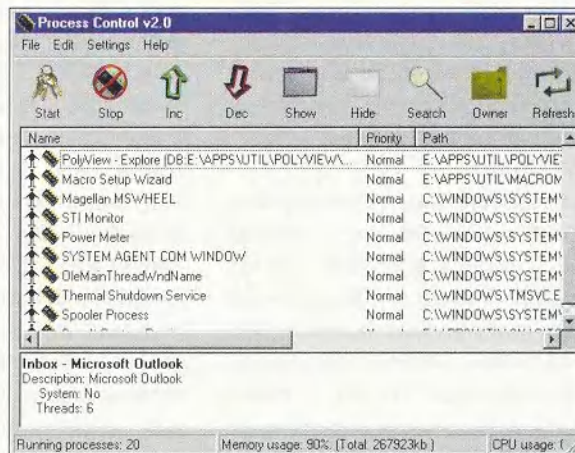 Process Control v2.0
File Edit Settings Help
Start Stop Inc Dec Show Hide Search Owner Refresh
Name Priority Path
PolyView - Explore (DB:E:\APPS\UTIL\POLYVIEW\... Normal E:\APPS\UTIL\POLYVIE
Macro Setup Wizard Normal E:\APPS\UTIL\MACROM
Magellan MSWHEEL Normal C:\WINDOWS\SYSTEM\
STI Monitor Normal C:\WINDOWS\SYSTEM\
Power Meter Normal C:\WINDOWS\SYSTEM\
SYSTEM AGENT COM WINDOW Normal C:\WINDOWS\SYSTEM\
OleMainThreadWndName Normal C:\WINDOWS\SYSTEM\
Thermal Shutdown Service Normal C:\WINDOWS\TMSVC.E
Spooler Process Normal C:\WINDOWS\SYSTEM\
Inbox - Microsoft Outlook
Description: Microsoft Outlook
System: No
Threads: 6
Running processes: 20 Memory usage: 90%. (Total: 267923kb) CPU usage: (